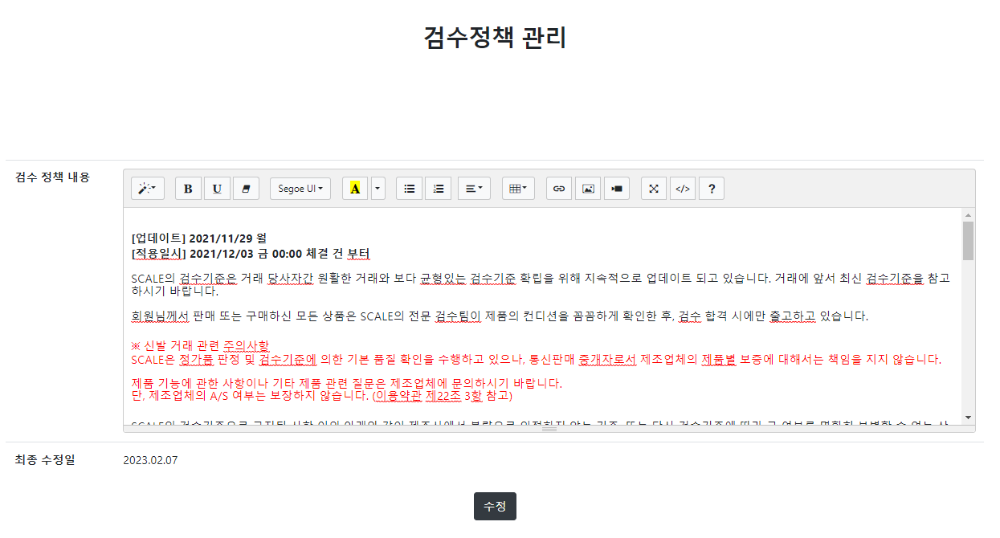 검수정책 관리
검수 정책 내용
B U Segoe UI A </> ?
[업데이트] 2021/11/29 월
[적용일시] 2021/12/03 금 00:00 체결 건 부터
SCALE의 검수기준은 거래 당사자간 원활한 거래와 보다 균형있는 검수기준 확립을 위해 지속적으로 업데이트 되고 있습니다. 거래에 앞서 최신 검수기준을 참고
하시기 바랍니다.
회원님께서 판매 또는 구매하신 모든 상품은 SCALE의 전문 검수팀이 제품의 컨디션을 꼼꼼하게 확인한 후, 검수 합격 시에만 출고하고 있습니다.
※ 신발 거래 관련 주의사항
SCALE은 정가품 판정 및 검수기준에 의한 기본 품질 확인을 수행하고 있으나, 통신판매 중개자로서 제조업체의 제품별 보증에 대해서는 책임을 지지 않습니다.
제품 기능에 관한 사항이나 기타 제품 관련 질문은 제조업체에 문의하시기 바랍니다.
단, 제조업체의 A/S 여부는 보장하지 않습니다. (이용약관 제22조 3항 참고)
최종 수정일
2023.02.07
수정